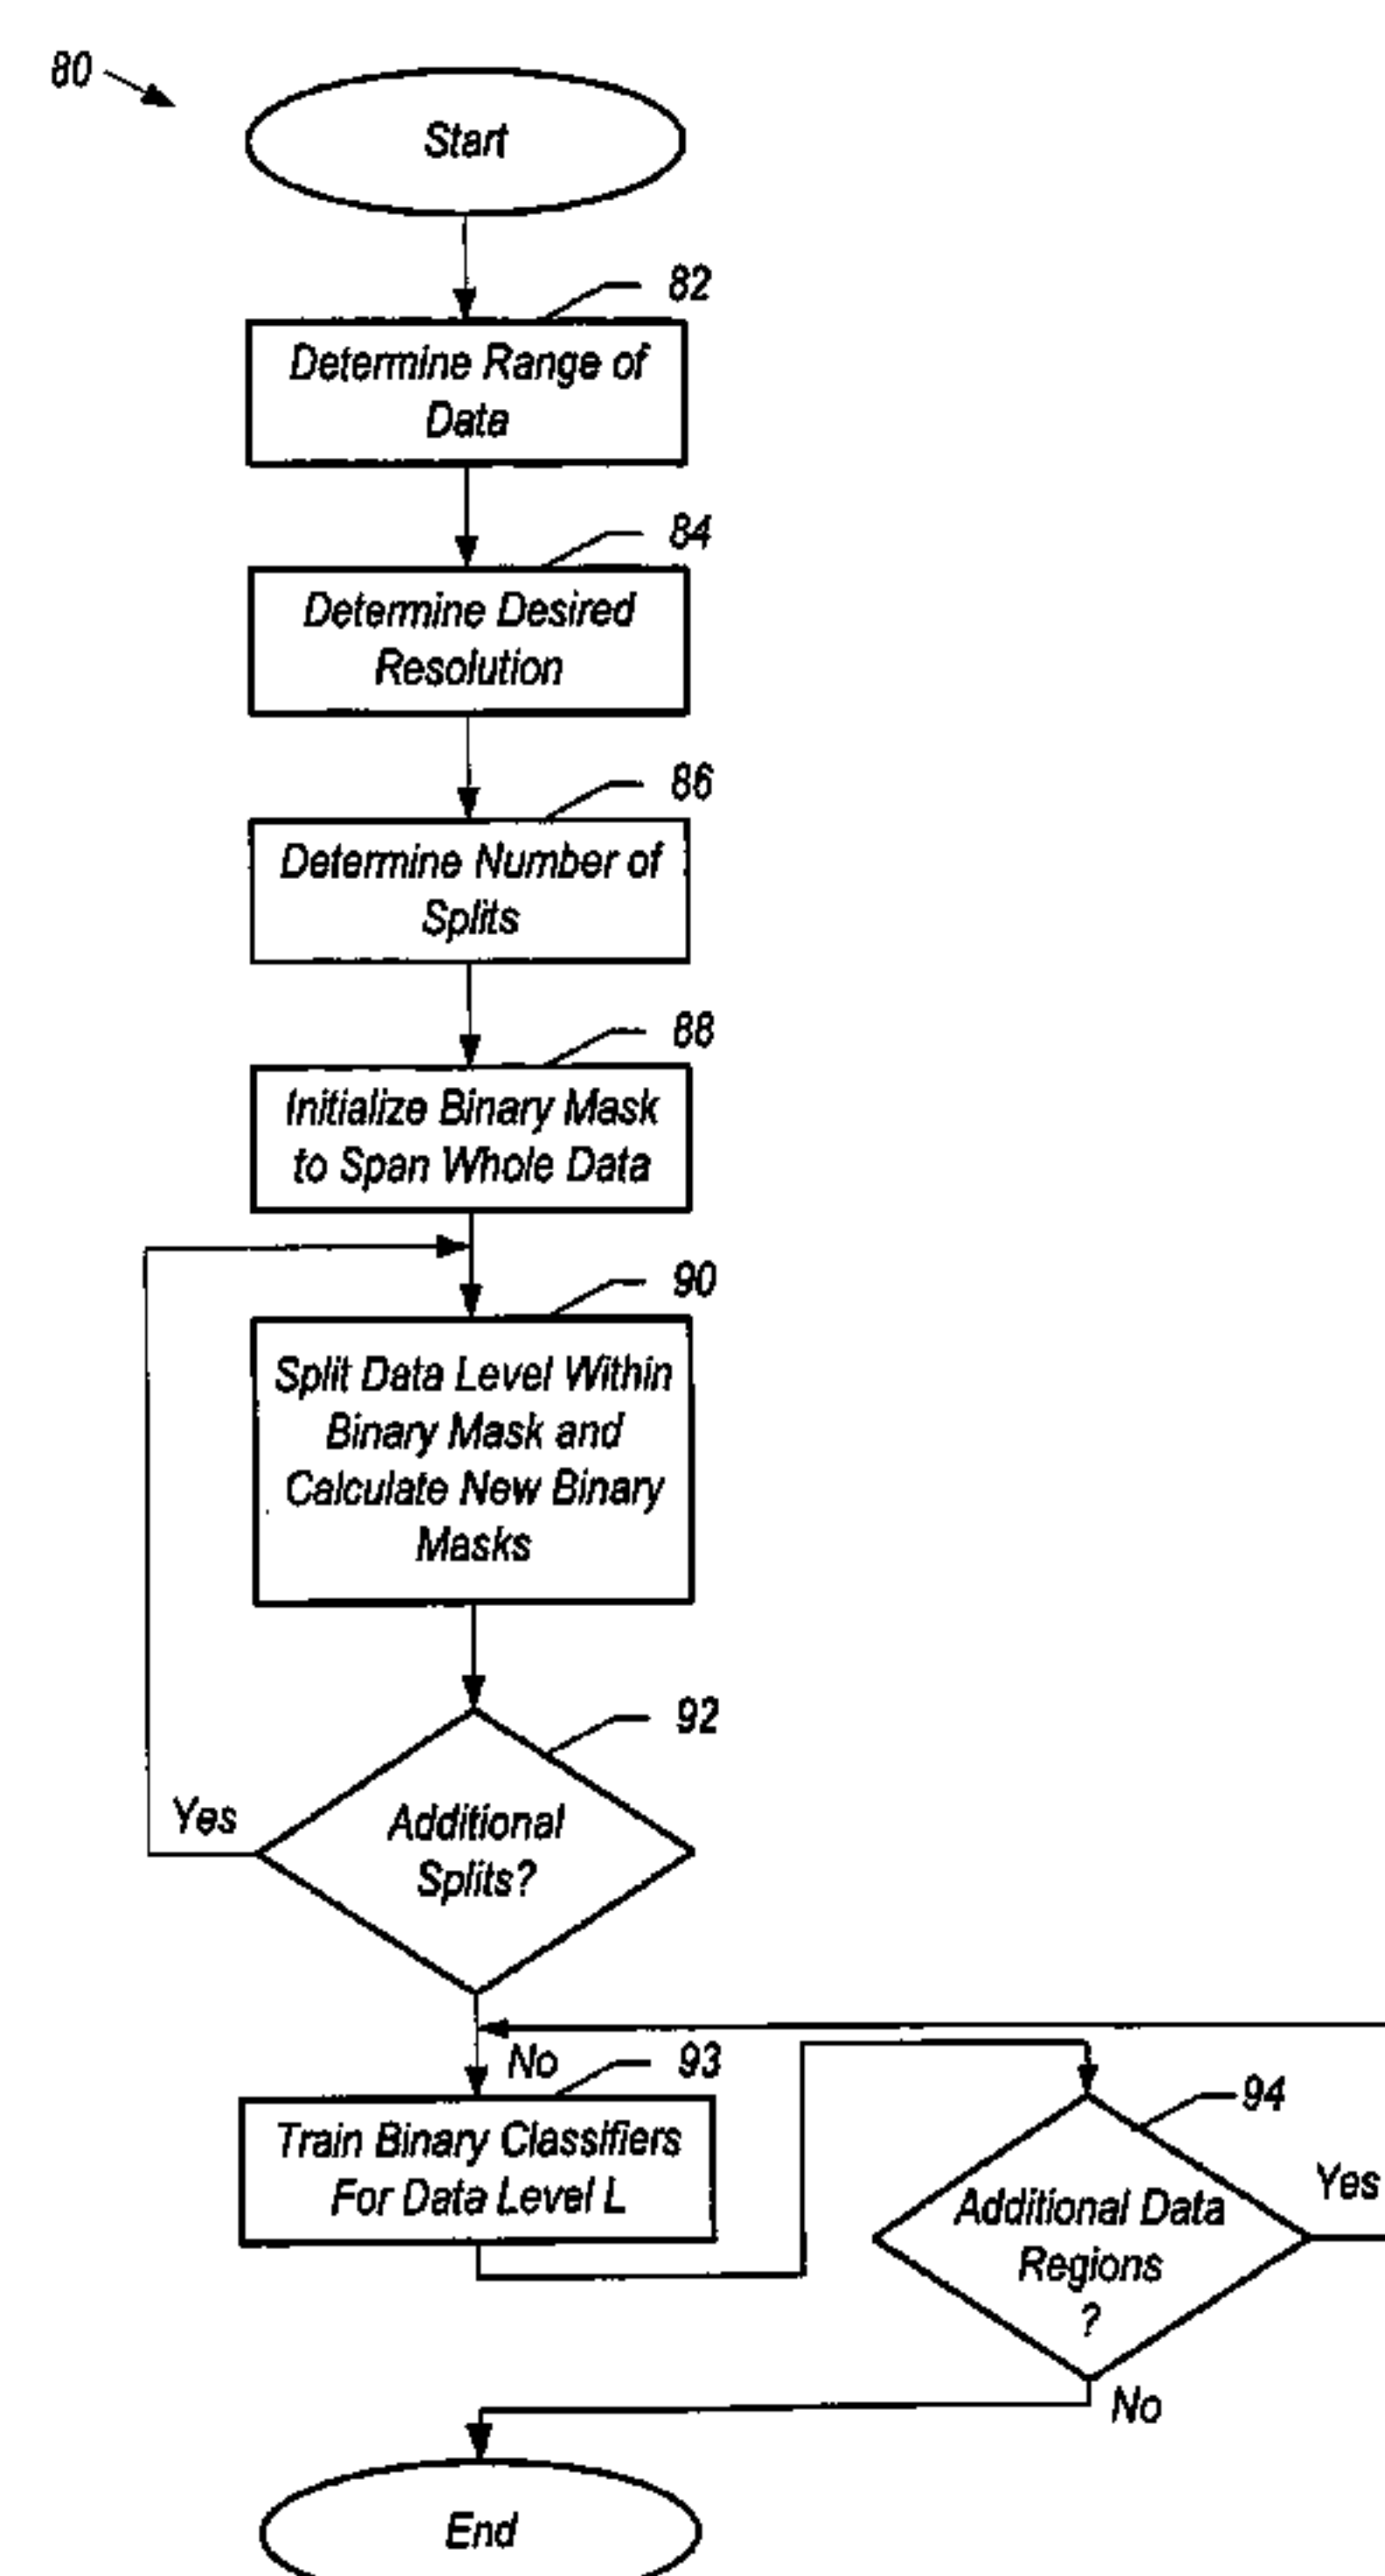 80
Start
82
Determine Range of
Data
84
Determine Desired
Resolution
86
Determine Number of
Splits
88
Initialize Binary Mask
to Span Whole Data
90
Split Data Level Within
Binary Mask and
Calculate New Binary
Masks
92
Yes
Additional
Splits?
No
93
Train Binary Classifiers
For Data Level L
94
Yes
Additional Data
Regions
?
No
End